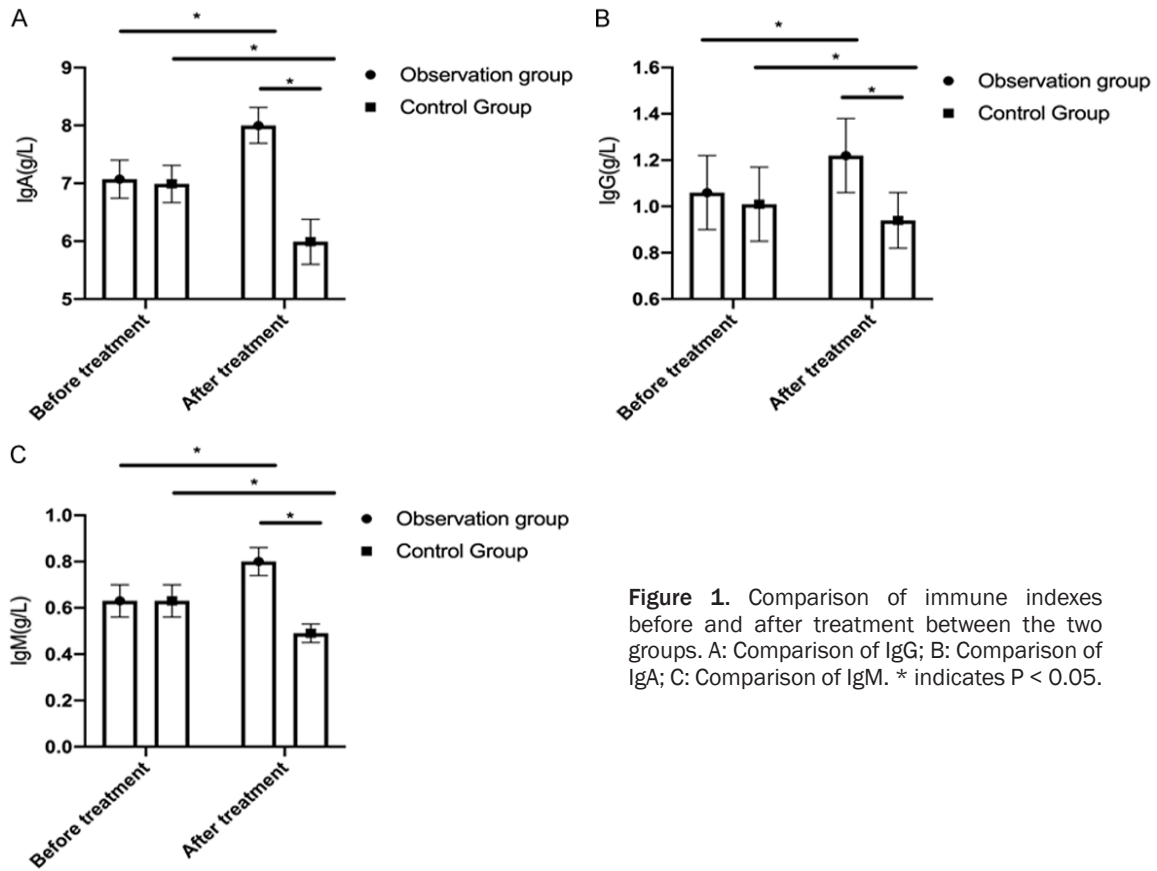 A
*
*
*
9
8
7
6
5
IgA(g/L)
Observation group
Control Group
Before treatment
After treatment
B
*
*
*
1.6
1.4
1.2
1.0
0.8
0.6
IgG(g/L)
Observation group
Control Group
Before treatment
After treatment
C
*
*
*
1.0
0.8
0.6
0.4
0.2
0.0
IgM(g/L)
Observation group
Control Group
Before treatment
After treatment
Figure 1. Comparison of immune indexes
before and after treatment between the two
groups. A: Comparison of IgG; B: Comparison of
IgA; C: Comparison of IgM. * indicates P < 0.05.